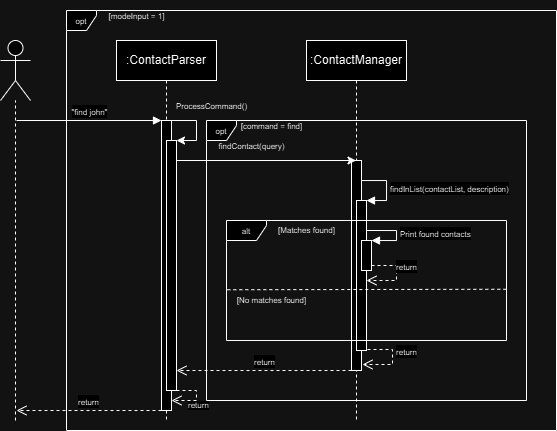 opt
[modeInput = 1]
:ContactParser
:ContactManager
"find john"
ProcessCommand()
opt
[command = find]
findContact(query)
findInList(contactList, description)
alt
[Matches found]
Print found contacts
return
[No matches found]
return
return
return
return